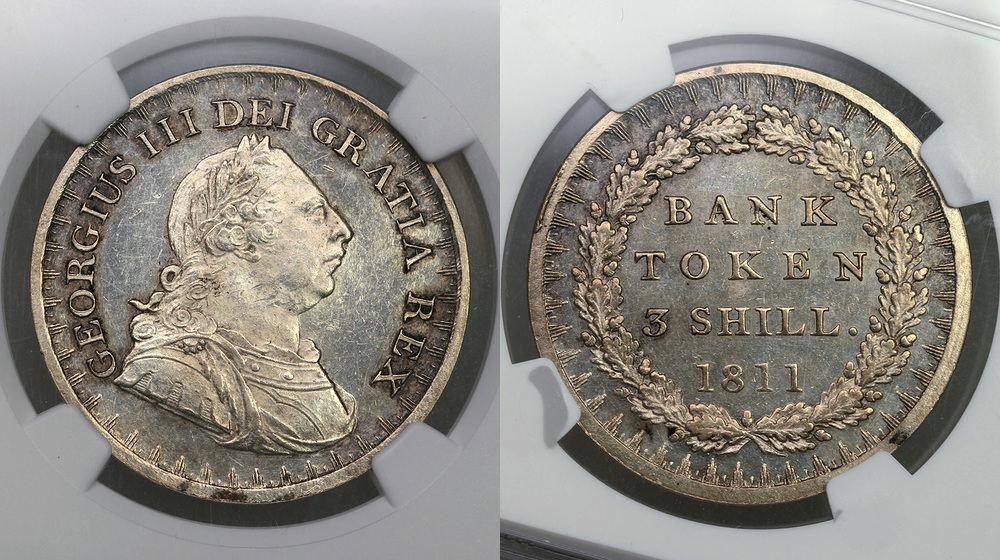 GEORGIUS III DEI GRATIA REX
BANK
TOKEN
3 SHILL.
1811